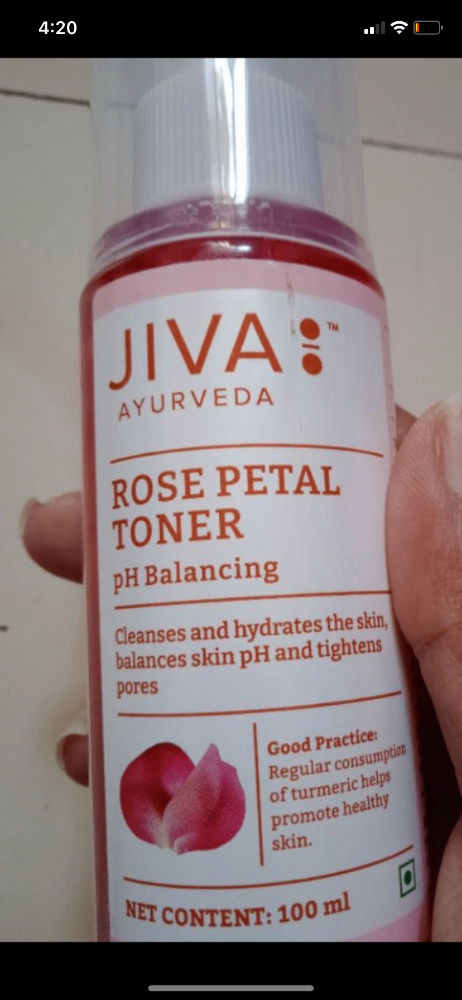 4:20
JIVA
TM
AYURVEDA
ROSE PETAL
TONER
pH Balancing
Cleanses and hydrates the skin,
balances skin pH and tightens
pores
Good Practice:
Regular consumption
of turmeric helps
promote healthy
skin.
NET CONTENT: 100 ml